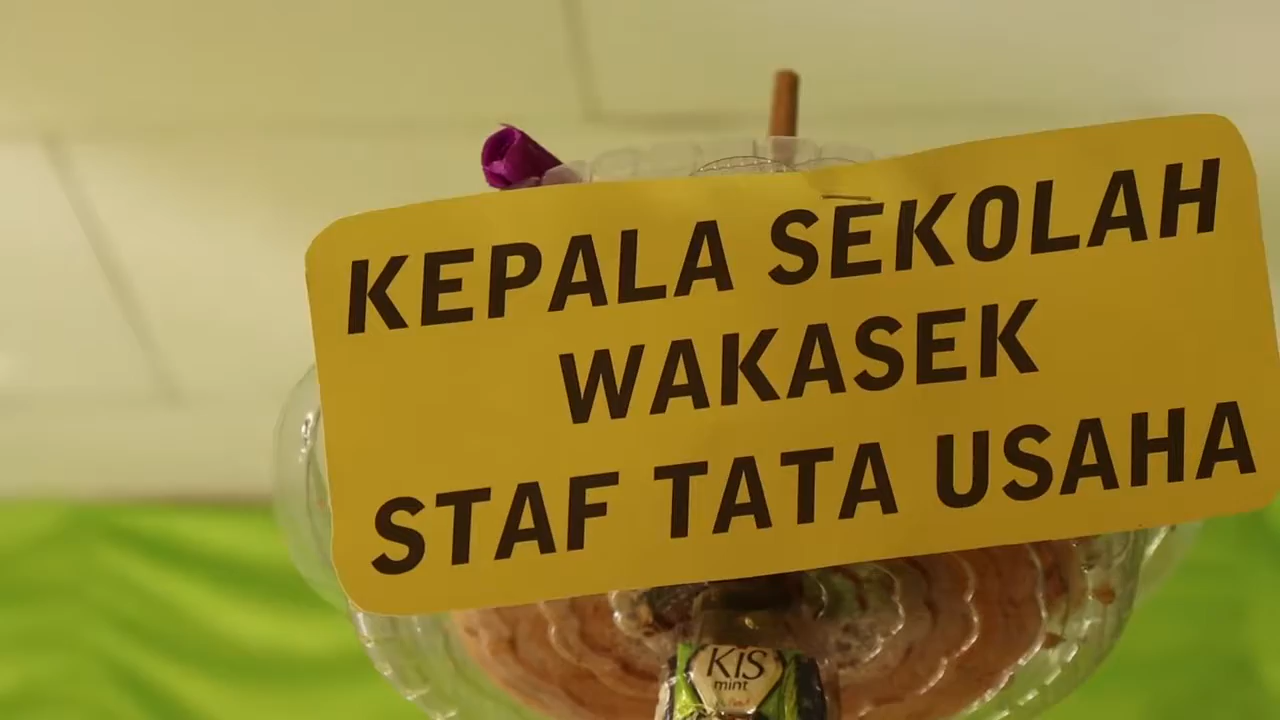 KEPALA SEKOLAH
WAKASEK
STAF TATA USAHA
KIS
mint